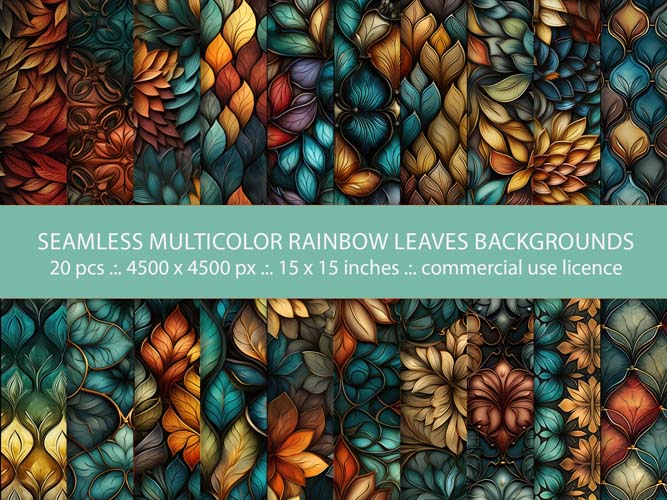 SEAMLESS MULTICOLOR RAINBOW LEAVES BACKGROUNDS
20 pcs .:. 4500 x 4500 px .:. 15 x 15 inches .:. commercial use licence